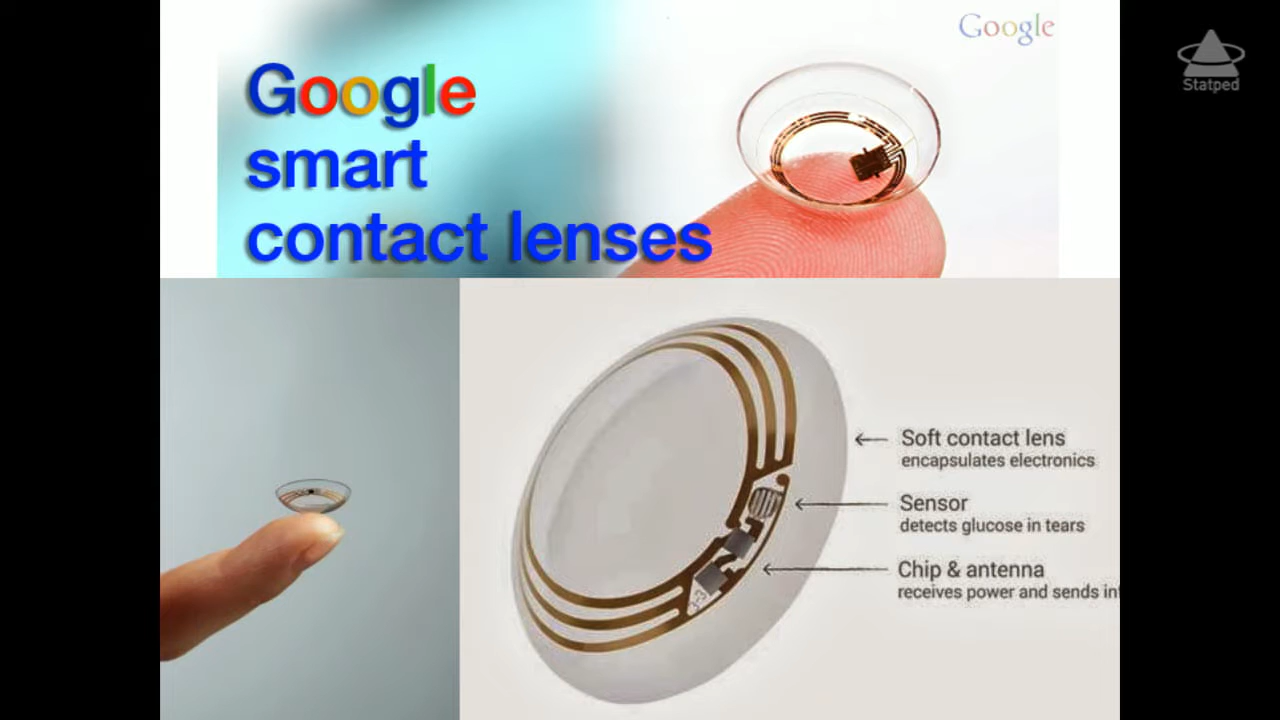 Google
Statped
Google
smart
contact lenses
Soft contact lens
encapsulates electronics
Sensor
detects glucose in tears
Chip & antenna
receives power and sends